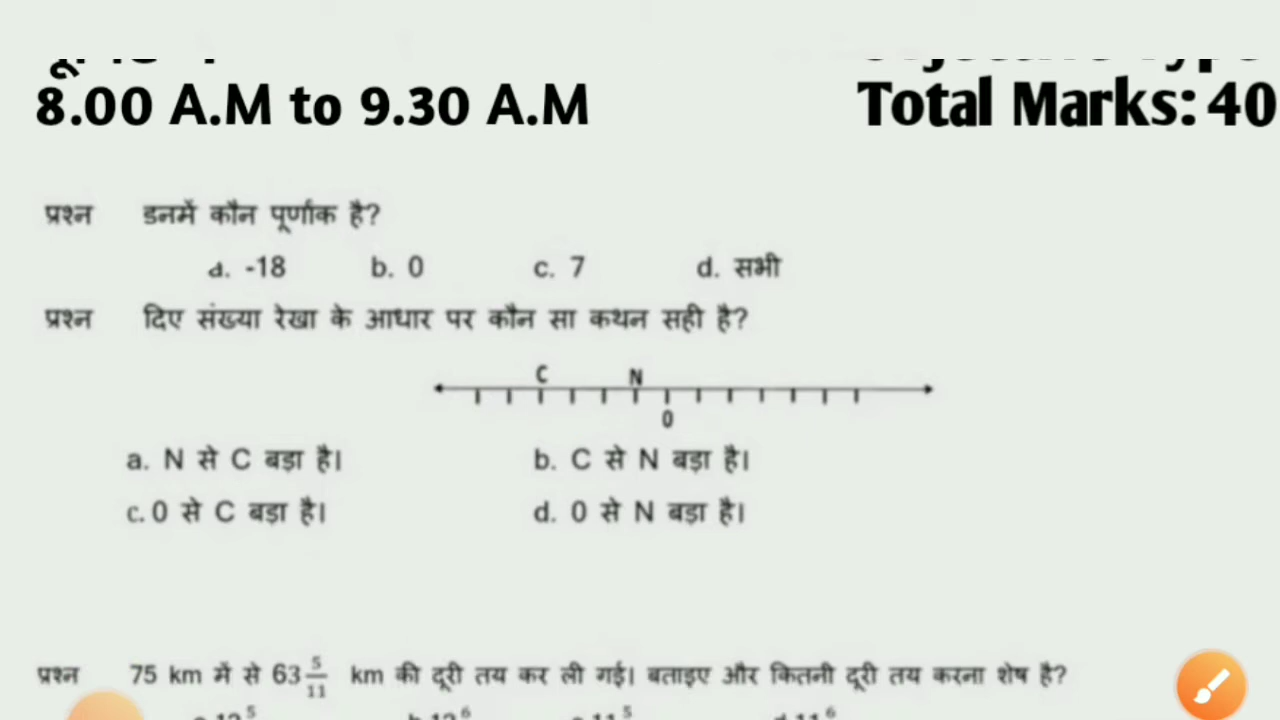 8.00 A.M to 9.30 A.M Total Marks: 40
प्रश्न डनमें कौन पूर्णांक है?
a. -18 b. 0 c. 7 d. सभी
प्रश्न दिए संख्या रेखा के आधार पर कौन सा कथन सही है?
C N
0
a. N से C बड़ा है। b. C से N बड़ा है।
c. 0 से C बड़ा है। d. 0 से N बड़ा है।
प्रश्न 75 km में से 63 5/11 km की दूरी तय कर ली गई। बताइए और कितनी दूरी तय करना शेष है?